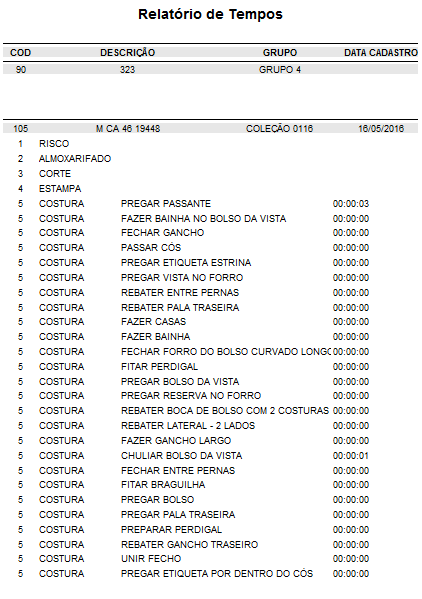 Relatório de Tempos
COD DESCRIÇÃO GRUPO DATA CADASTRO
90 323 GRUPO 4
105 M CA 46 19448 COLEÇÃO 0116 16/05/2016
1 RISCO
2 ALMOXARIFADO
3 CORTE
4 ESTAMPA
5 COSTURA PREGAR PASSANTE 00:00:03
5 COSTURA FAZER BAINHA NO BOLSO DA VISTA 00:00:00
5 COSTURA FECHAR GANCHO 00:00:00
5 COSTURA PASSAR CÓS 00:00:00
5 COSTURA PREGAR ETIQUETA ESTRINA 00:00:00
5 COSTURA PREGAR VISTA NO FORRO 00:00:00
5 COSTURA REBATER ENTRE PERNAS 00:00:00
5 COSTURA REBATER PALA TRASEIRA 00:00:00
5 COSTURA FAZER CASAS 00:00:00
5 COSTURA FAZER BAINHA 00:00:00
5 COSTURA FECHAR FORRO DO BOLSO CURVADO LONGO 00:00:00
5 COSTURA FITAR PERDIGAL 00:00:00
5 COSTURA PREGAR BOLSO DA VISTA 00:00:00
5 COSTURA PREGAR RESERVA NO FORRO 00:00:00
5 COSTURA REBATER BOCA DE BOLSO COM 2 COSTURAS 00:00:00
5 COSTURA REBATER LATERAL - 2 LADOS 00:00:00
5 COSTURA FAZER GANCHO LARGO 00:00:00
5 COSTURA CHULIAR BOLSO DA VISTA 00:00:01
5 COSTURA FECHAR ENTRE PERNAS 00:00:00
5 COSTURA FITAR BRAGUILHA 00:00:00
5 COSTURA PREGAR BOLSO 00:00:00
5 COSTURA PREGAR PALA TRASEIRA 00:00:00
5 COSTURA PREPARAR PERDIGAL 00:00:00
5 COSTURA REBATER GANCHO TRASEIRO 00:00:00
5 COSTURA UNIR FECHO 00:00:00
5 COSTURA PREGAR ETIQUETA POR DENTRO DO CÓS 00:00:00